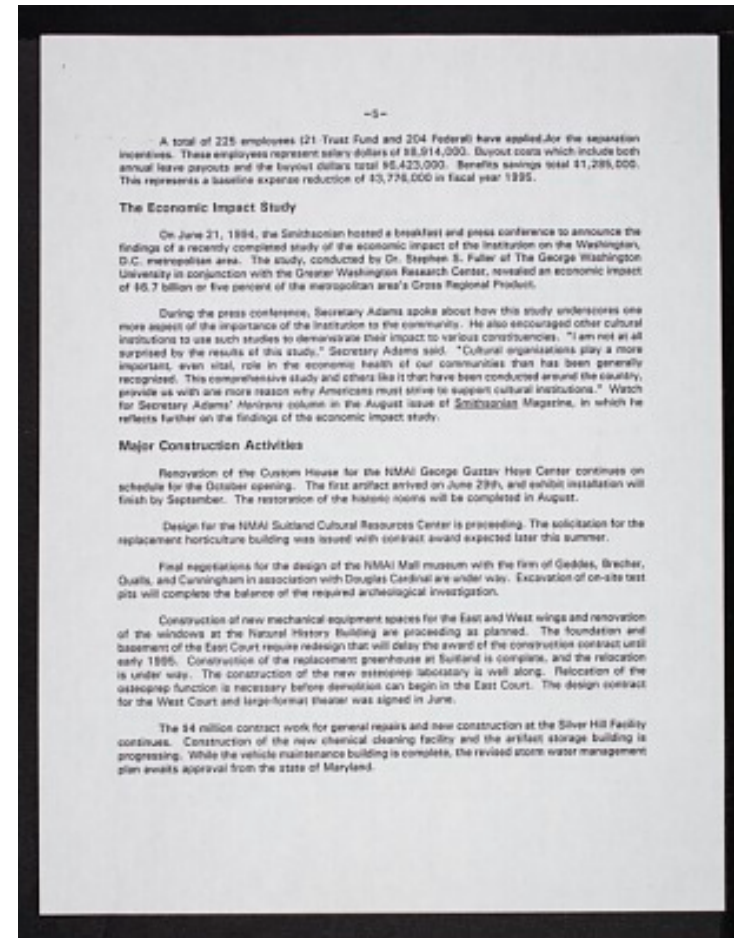 -5-
A total of 225 employees (21 Trust Fund and 204 Federal) have applied for the separation
incentives. These employees represent salary dollars of $8,914,000. Buyout costs which include both
annual leave payouts and the buyout dollars total $6,423,000. Benefits savings total $1,285,000.
This represents a baseline expense reduction of $3,776,000 in fiscal year 1995.
The Economic Impact Study
On June 21, 1994, the Smithsonian hosted a breakfast and press conference to announce the
findings of a recently completed study of the economic impact of the Institution on the Washington,
D.C. metropolitan area. The study, conducted by Dr. Stephen S. Fuller of The George Washington
University in conjunction with the Greater Washington Research Center, revealed an economic impact
of $6.7 billion or five percent of the metropolitan area's Gross Regional Product.
During the press conference, Secretary Adams spoke about how this study underscores one
more aspect of the importance of the Institution to the community. He also encouraged other cultural
institutions to use such studies to demonstrate their impact to various constituencies. "I am not at all
surprised by the results of this study," Secretary Adams said. "Cultural organizations play a more
important, even vital, role in the economic health of our communities than has been generally
recognized. This comprehensive study and others like it that have been conducted around the country,
provide us with one more reason why Americans must strive to support cultural institutions." Watch
for Secretary Adams' Horizons column in the August issue of Smithsonian Magazine, in which he
reflects further on the findings of the economic impact study.
Major Construction Activities
Renovation of the Custom House for the NMAI George Gustav Heye Center continues on
schedule for the October opening. The first artifact arrived on June 29th, and exhibit installation will
finish by September. The restoration of the historic rooms will be completed in August.
Design for the NMAI Suitland Cultural Resources Center is proceeding. The solicitation for the
replacement horticulture building was issued with contract award expected later this summer.
Final negotiations for the design of the NMAI Mall museum with the firm of Geddes, Brecher,
Qualls, and Cunningham in association with Douglas Cardinal are under way. Excavation of on-site test
pits will complete the balance of the required archeological investigation.
Construction of new mechanical equipment spaces for the East and West wings and renovation
of the windows at the Natural History Building are proceeding as planned. The foundation and
basement of the East Court require redesign that will delay the award of the construction contract until
early 1995. Construction of the replacement greenhouse at Suitland is complete, and the relocation
is under way. The construction of the new osteoprep laboratory is well along. Relocation of the
osteoprep function is necessary before demolition can begin in the East Court. The design contract
for the West Court and large-format theater was signed in June.
The $4 million contract work for general repairs and new construction at the Silver Hill Facility
continues. Construction of the new chemical cleaning facility and the artifact storage building is
progressing. While the vehicle maintenance building is complete, the revised storm water management
plan awaits approval from the state of Maryland.